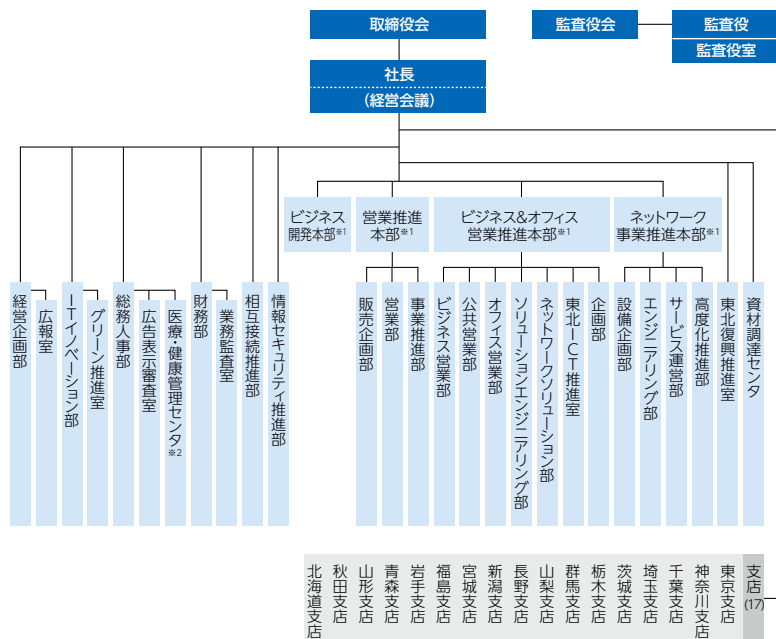 取締役会
監査役会
監査役
監査役室
社長
(経営会議)
ビジネス
開発本部※1
営業推進
本部※1
ビジネス&オフィス
営業推進本部※1
ネットワーク
事業推進本部※1
経営企画部
広報室
ITイノベーション部
グリーン推進室
総務人事部
広告表示審査室
医療・健康管理センタ※2
財務部
業務監査室
相互接続推進部
情報セキュリティ推進部
販売企画部
営業部
事業推進部
ビジネス営業部
公共営業部
オフィス営業部
ソリューションエンジニアリング部
ネットワークソリューション部
東北ICT推進室
企画部
設備企画部
エンジニアリング部
サービス運営部
高度化推進部
東北復興推進室
資材調達センタ
北海道支店
秋田支店
山形支店
青森支店
岩手支店
福島支店
宮城支店
新潟支店
長野支店
山梨支店
群馬支店
栃木支店
茨城支店
埼玉支店
千葉支店
神奈川支店
東京支店
支店
(17)